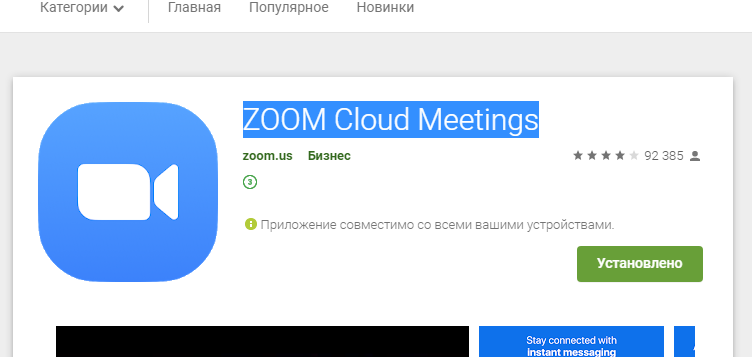 Категории
Главная
Популярное
Новинки
ZOOM Cloud Meetings
zoom.us Бизнес
92 385
3
Приложение совместимо со всеми вашими устройствами.
Установлено
Stay connected with
instant messaging